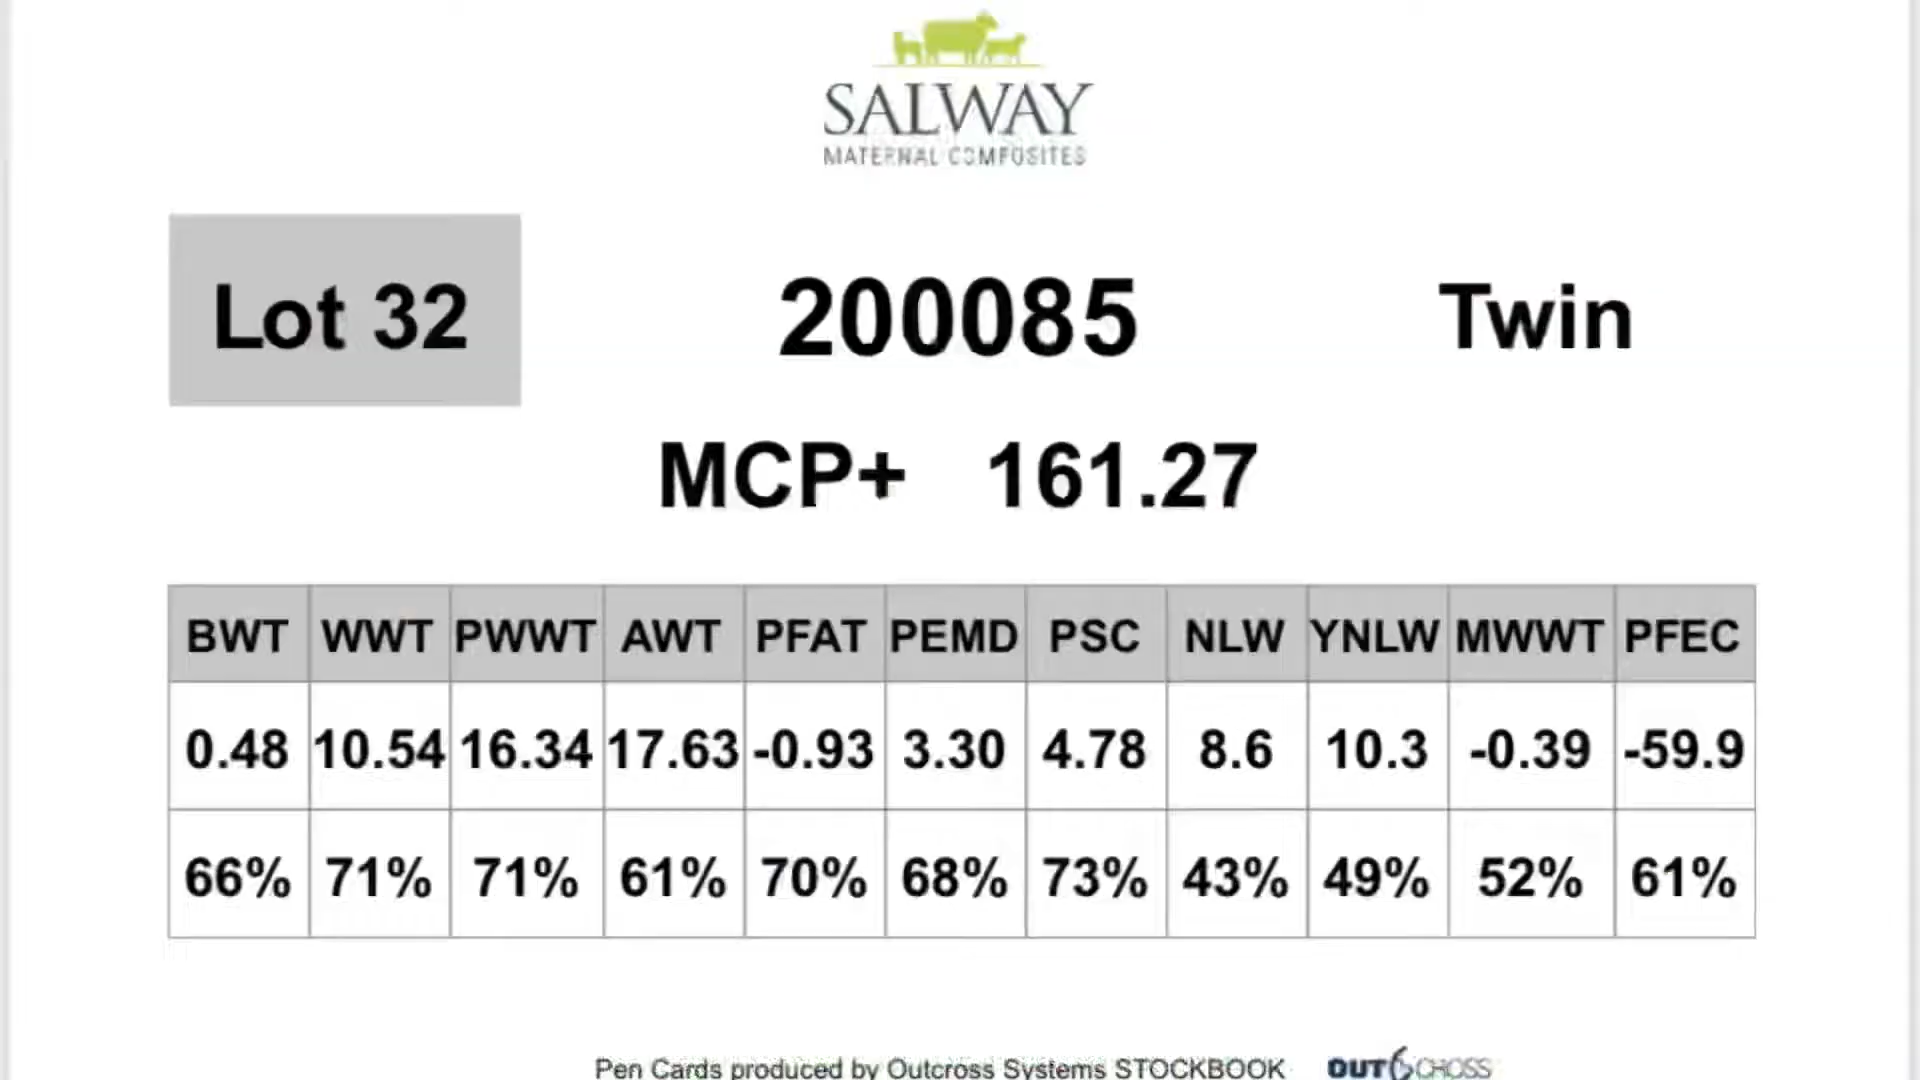 SALWAY
MATERNAL COMPOSITES
Lot 32 200085 Twin
MCP+ 161.27
BWT WWT PWWT AWT PFAT PEMD PSC NLW YNLW MWWT PFEC
0.48 10.54 16.34 17.63 -0.93 3.30 4.78 8.6 10.3 -0.39 -59.9
66% 71% 71% 61% 70% 68% 73% 43% 49% 52% 61%
Pen Cards produced by Outcross Systems STOCKBOOK OUTCROSS